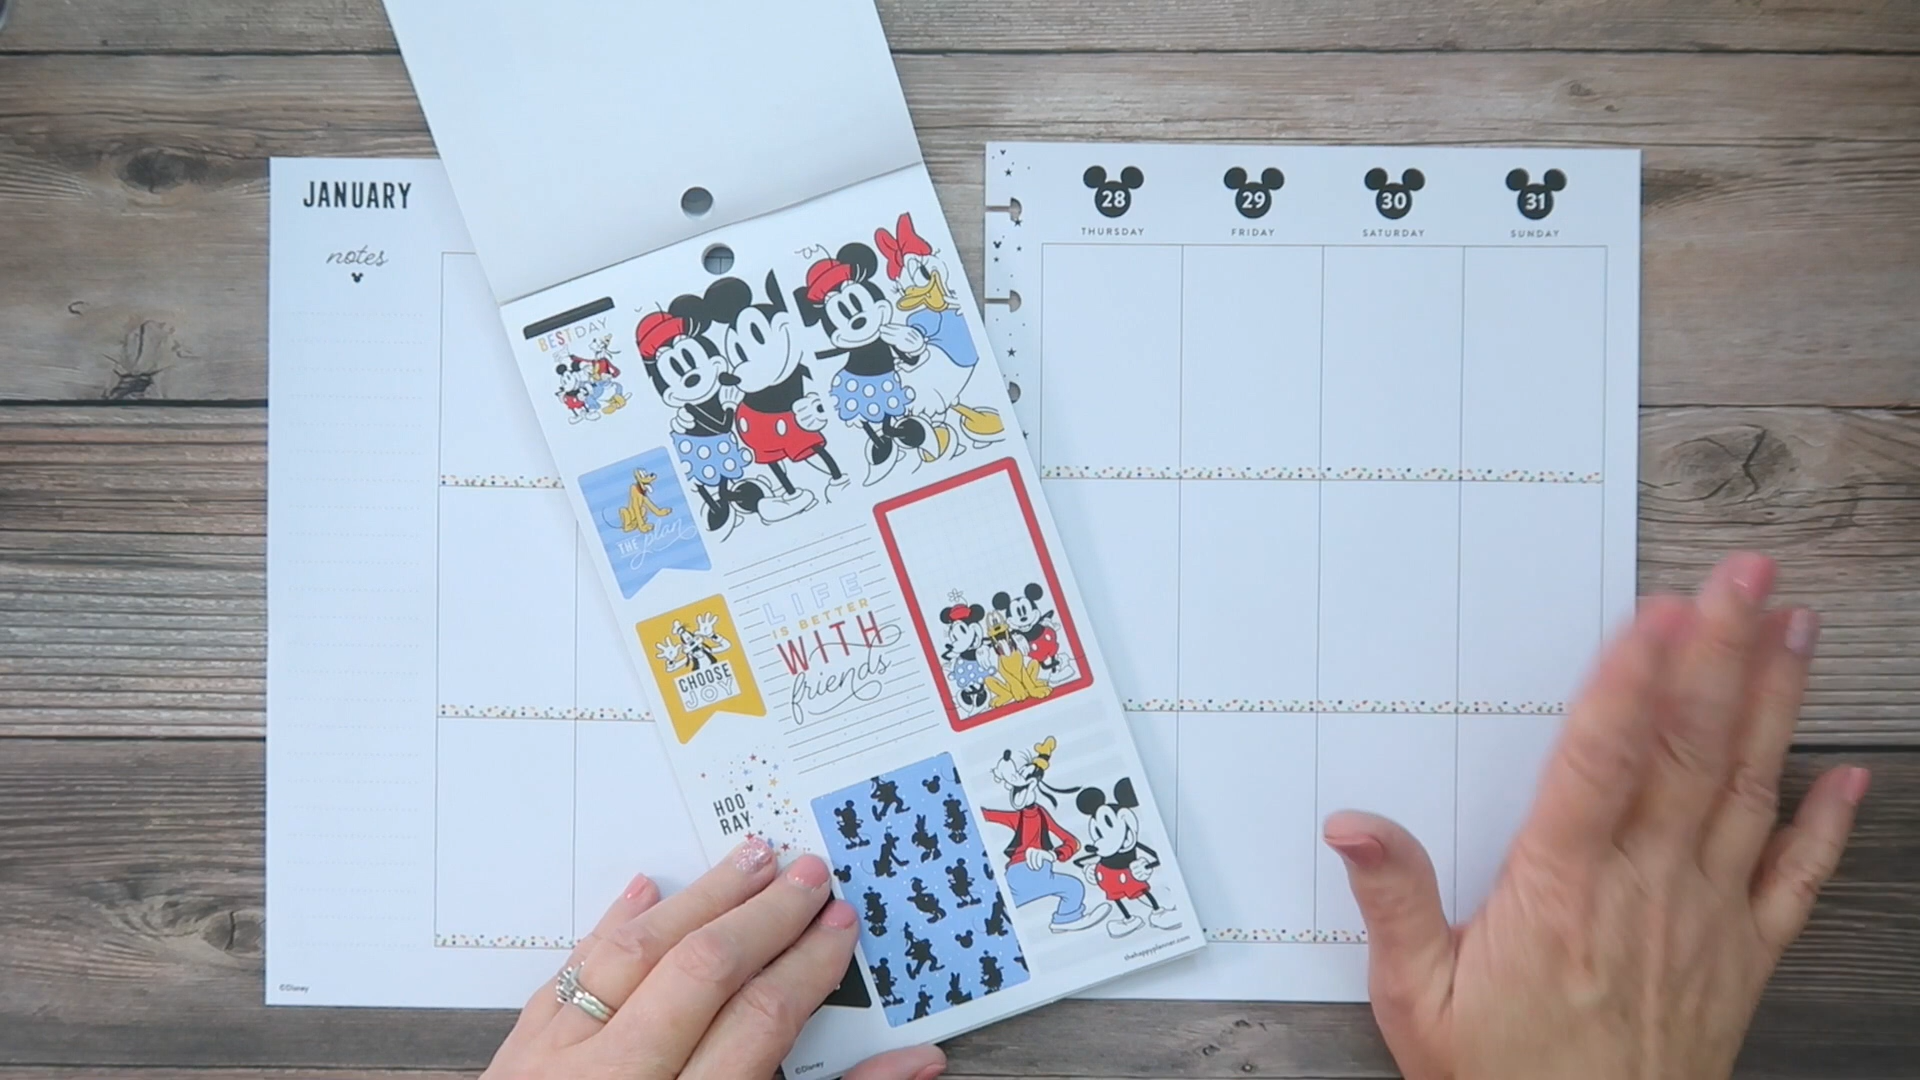 JANUARY
notes
©Disney
BEST DAY
THE plan
CHOOSE
JOY
LIFE
IS BETTER
WITH
friends
HOO
RAY
thehappyplanner.com
©Disney
28
THURSDAY
29
FRIDAY
30
SATURDAY
31
SUNDAY